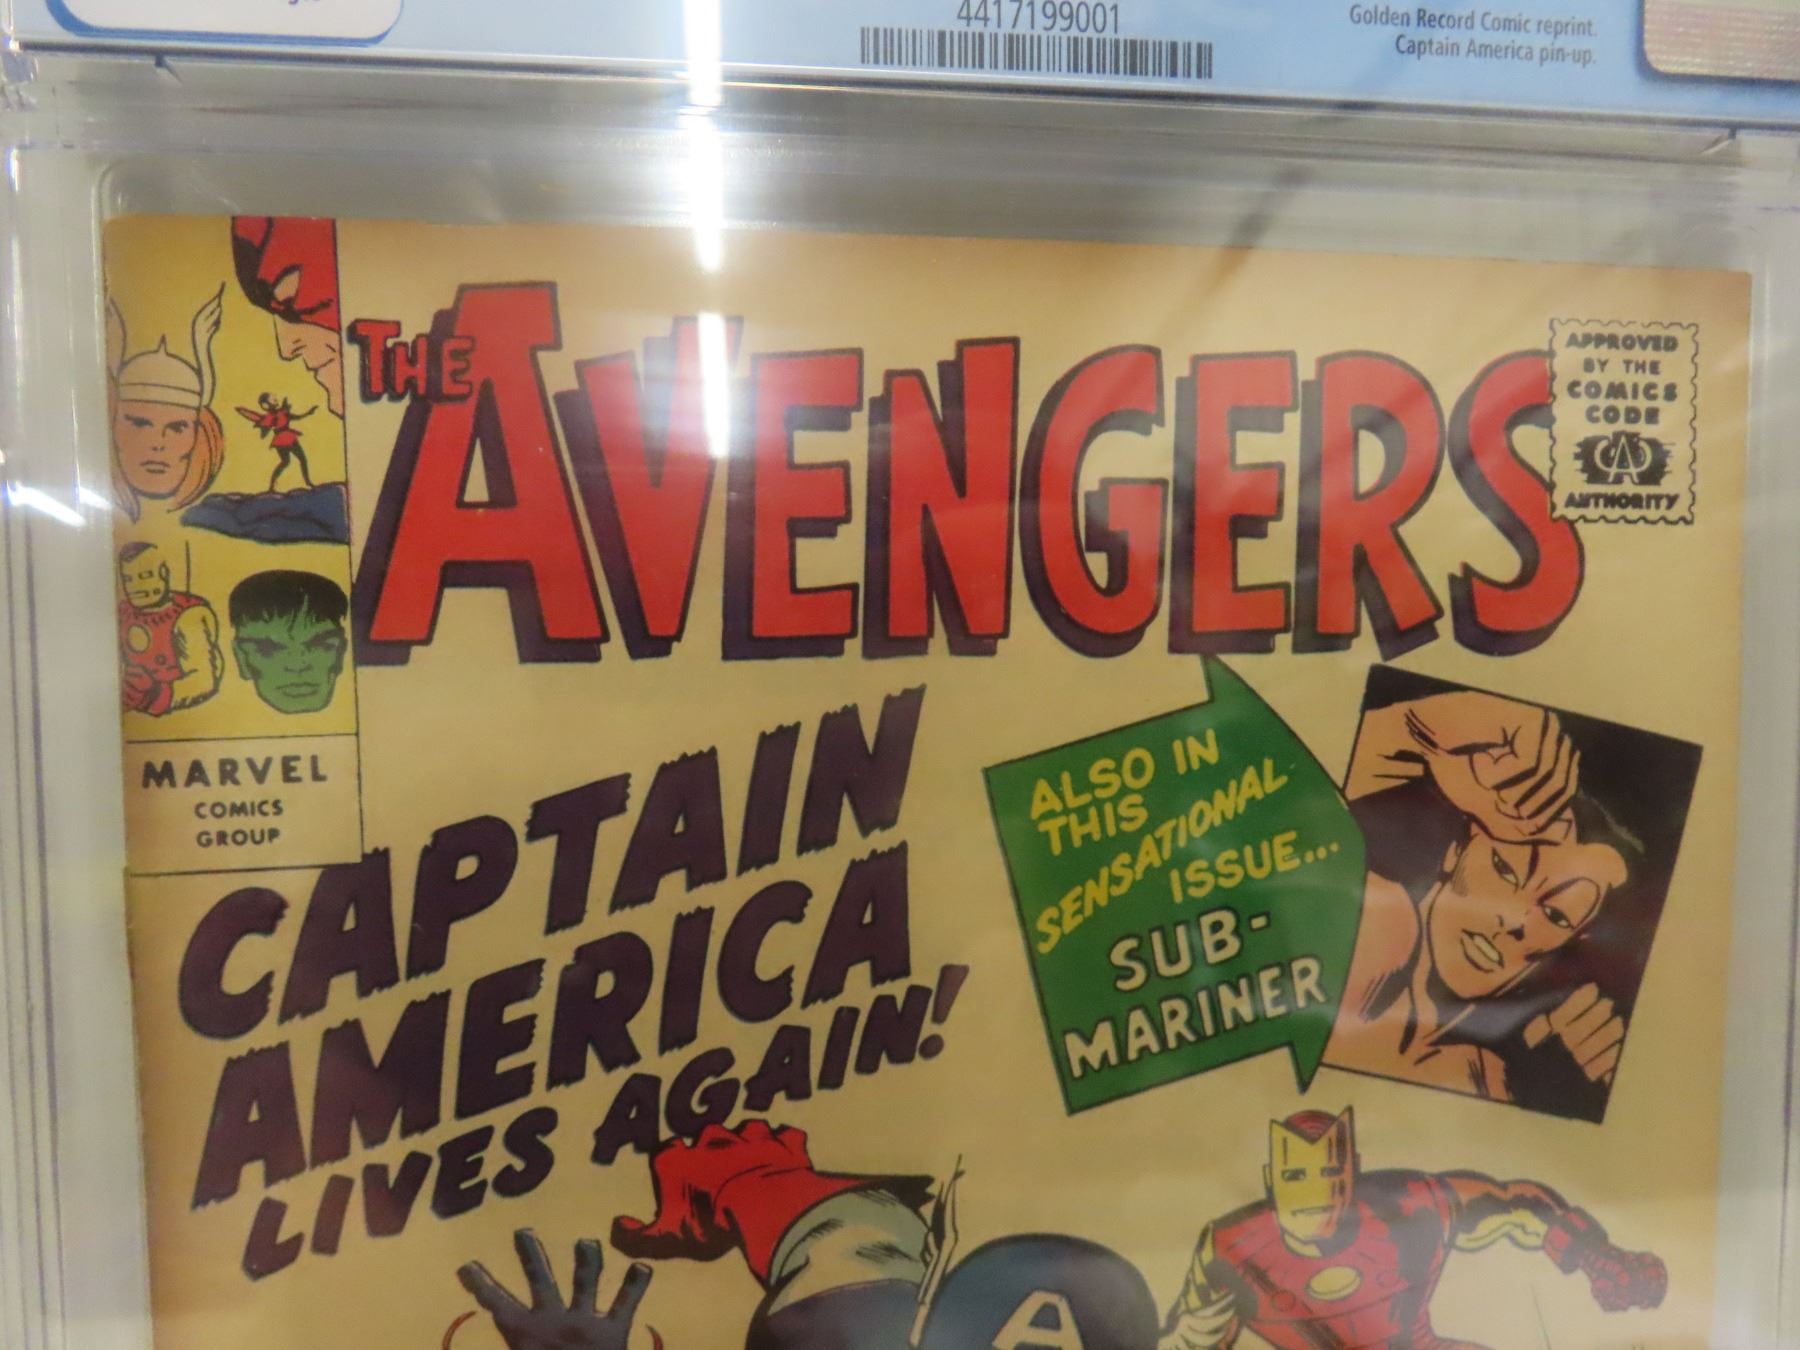 4417199001
Golden Record Comic reprint.
Captain America pin-up.
THE AVENGERS
APPROVED
BY THE
COMICS
CODE
CA
AUTHORITY
MARVEL
COMICS
GROUP
CAPTAIN
AMERICA
LIVES AGAIN!
ALSO IN
THIS
SENSATIONAL
ISSUE...
SUB-
MARINER
A